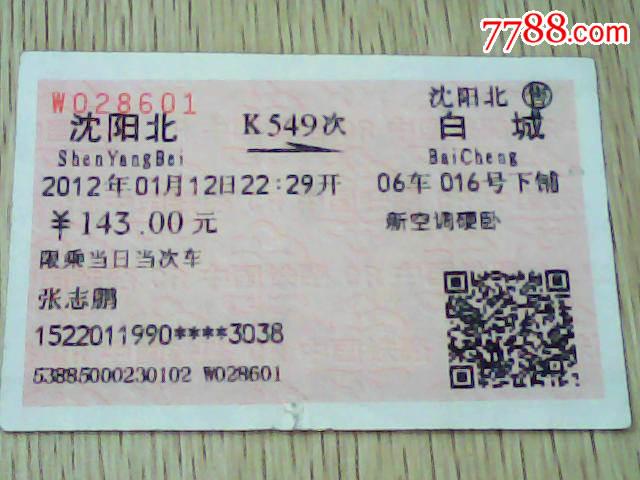 7788.com
W028601
沈阳北 售
沈阳北 K549次 白城
ShenYangBei BaiCheng
2012年01月12日22:29开 06车016号下铺
￥143.00元 新空调硬卧
限乘当日当次车
张志鹏
1522011990****3038
53885000230102 W028601